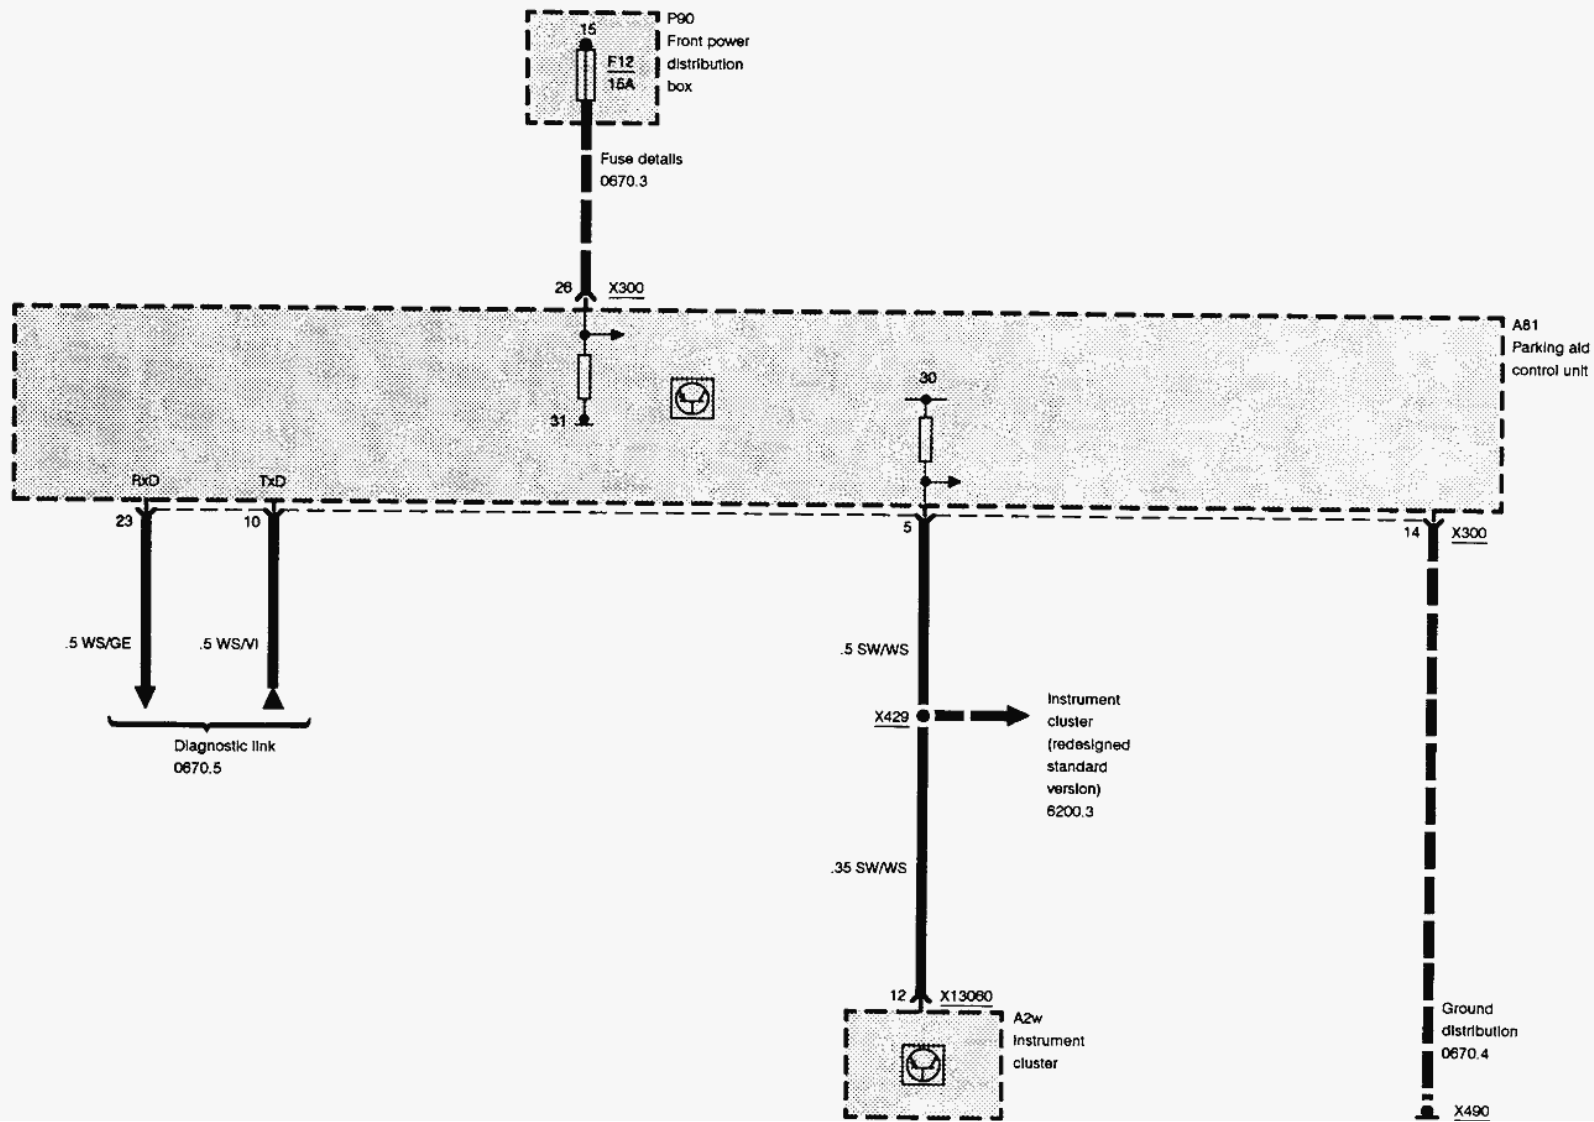 P90
Front power
distribution
box
15
F12
15A
Fuse details
0670.3
26
X300
A81
Parking aid
control unit
30
31
RxD
TxD
23
10
5
14
X300
.5 WS/GE
.5 WS/VI
.5 SW/WS
Diagnostic link
0670.5
X429
Instrument
cluster
(redesigned
standard
version)
6200.3
.35 SW/WS
12
X13060
A2w
Instrument
cluster
Ground
distribution
0670.4
X490